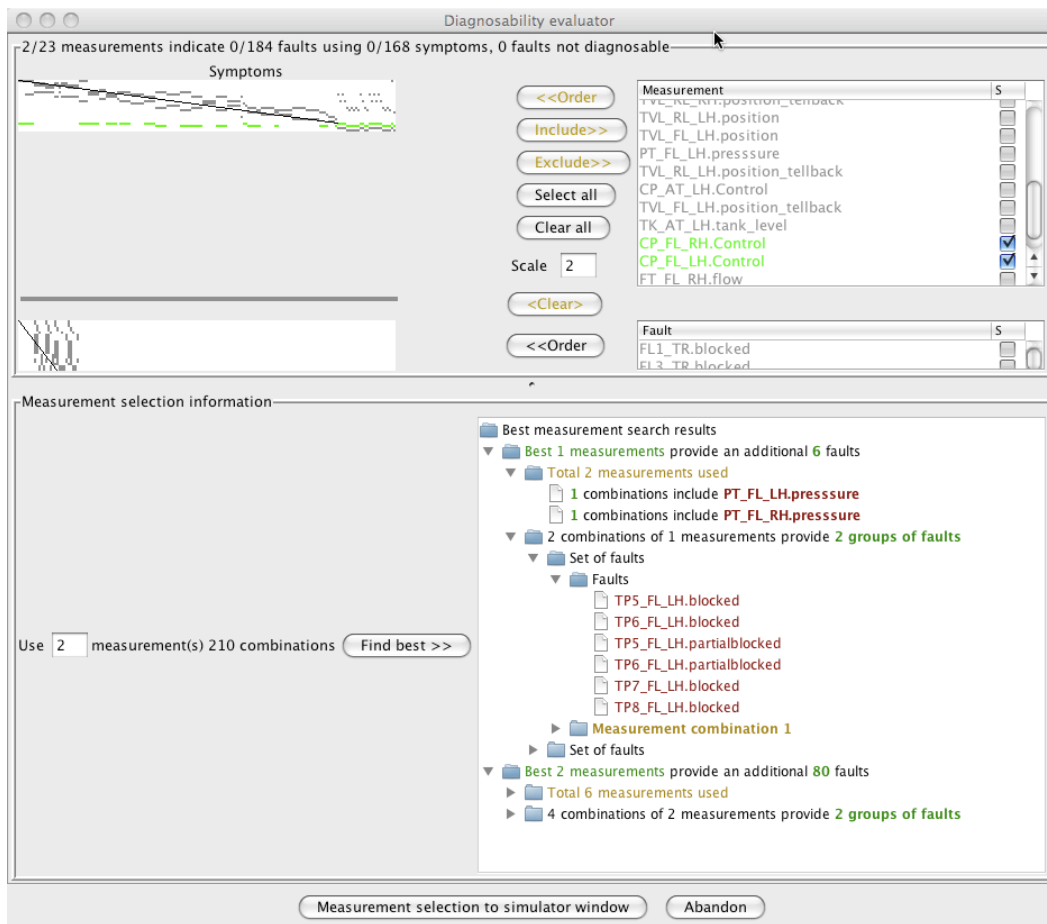 Diagnosability evaluator
2/23 measurements indicate 0/184 faults using 0/168 symptoms, 0 faults not diagnosable
Symptoms
<<Order
Include>>
Exclude>>
Select all
Clear all
Scale 2
<Clear>
<<Order
Measurement S
TVL_RL_RH.position_tellback
TVL_RL_LH.position
TVL_FL_LH.position
PT_FL_LH.presssure
TVL_RL_LH.position_tellback
CP_AT_LH.Control
TVL_FL_LH.position_tellback
TK_AT_LH.tank_level
CP_FL_RH.Control
CP_FL_LH.Control
FT_FL_RH.flow
Fault S
FL1_TR.blocked
FL3_TR.blocked
Measurement selection information
Use 2 measurement(s) 210 combinations Find best >>
Best measurement search results
Best 1 measurements provide an additional 6 faults
Total 2 measurements used
1 combinations include PT_FL_LH.presssure
1 combinations include PT_FL_RH.presssure
2 combinations of 1 measurements provide 2 groups of faults
Set of faults
Faults
TP5_FL_LH.blocked
TP6_FL_LH.blocked
TP5_FL_LH.partialblocked
TP6_FL_LH.partialblocked
TP7_FL_LH.blocked
TP8_FL_LH.blocked
Measurement combination 1
Set of faults
Best 2 measurements provide an additional 80 faults
Total 6 measurements used
4 combinations of 2 measurements provide 2 groups of faults
Measurement selection to simulator window
Abandon